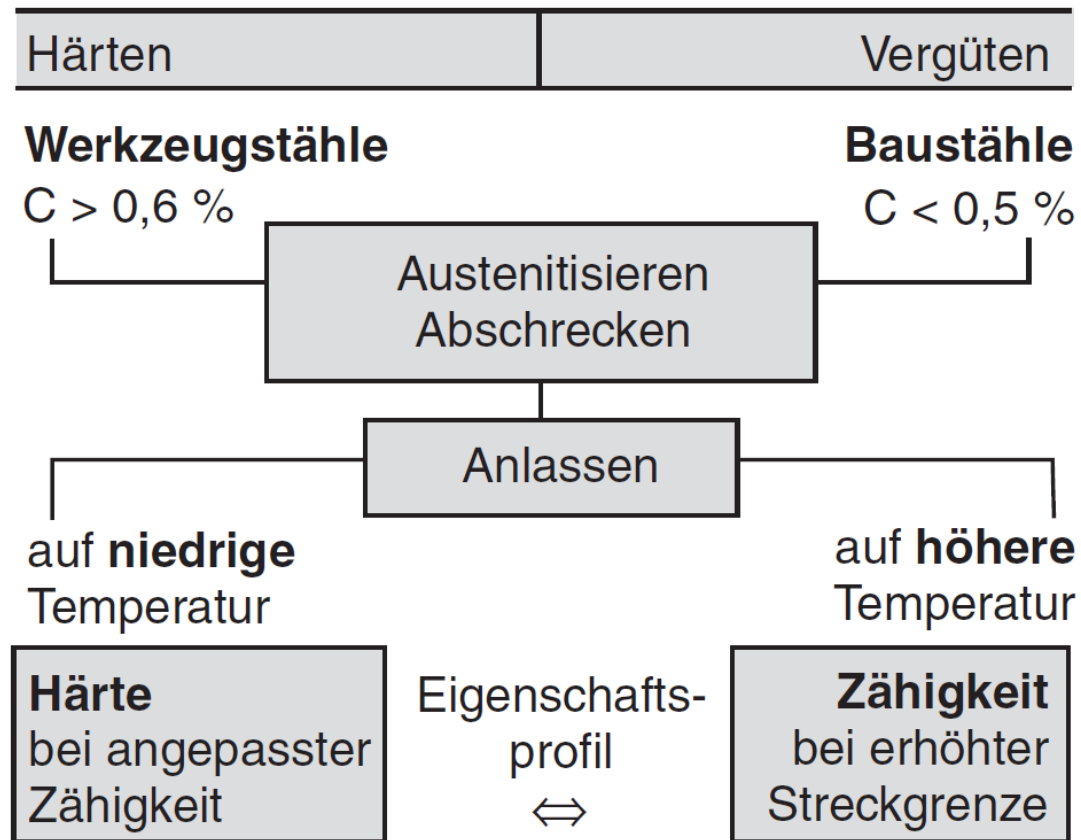 Härten
Vergüten
Werkzeugstähle
C > 0,6 %
Baustähle
C < 0,5 %
Austenitisieren
Abschrecken
Anlassen
auf niedrige
Temperatur
auf höhere
Temperatur
Härte
bei angepasster
Zähigkeit
Eigenschafts-
profil
⇔
Zähigkeit
bei erhöhter
Streckgrenze